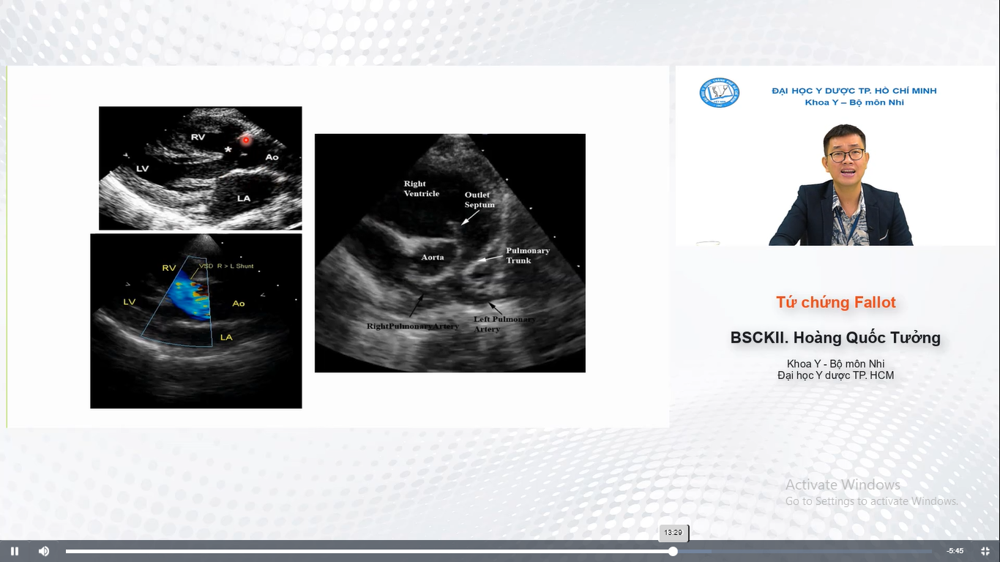 RV
*
Ao
LV
LA
RV
VSD R > L Shunt
LV
Ao
LA
Right
Ventricle
Outlet
Septum
Aorta
Pulmonary
Trunk
RightPulmonaryArtery
Left Pulmonary
Artery
ĐẠI HỌC Y DƯỢC TP. HỒ CHÍ MINH
Khoa Y – Bộ môn Nhi
Tứ chứng Fallot
BSCKII. Hoàng Quốc Tưởng
Khoa Y - Bộ môn Nhi
Đại học Y dược TP. HCM
Activate Windows
Go to Settings to activate Windows.
13:29
-5:45